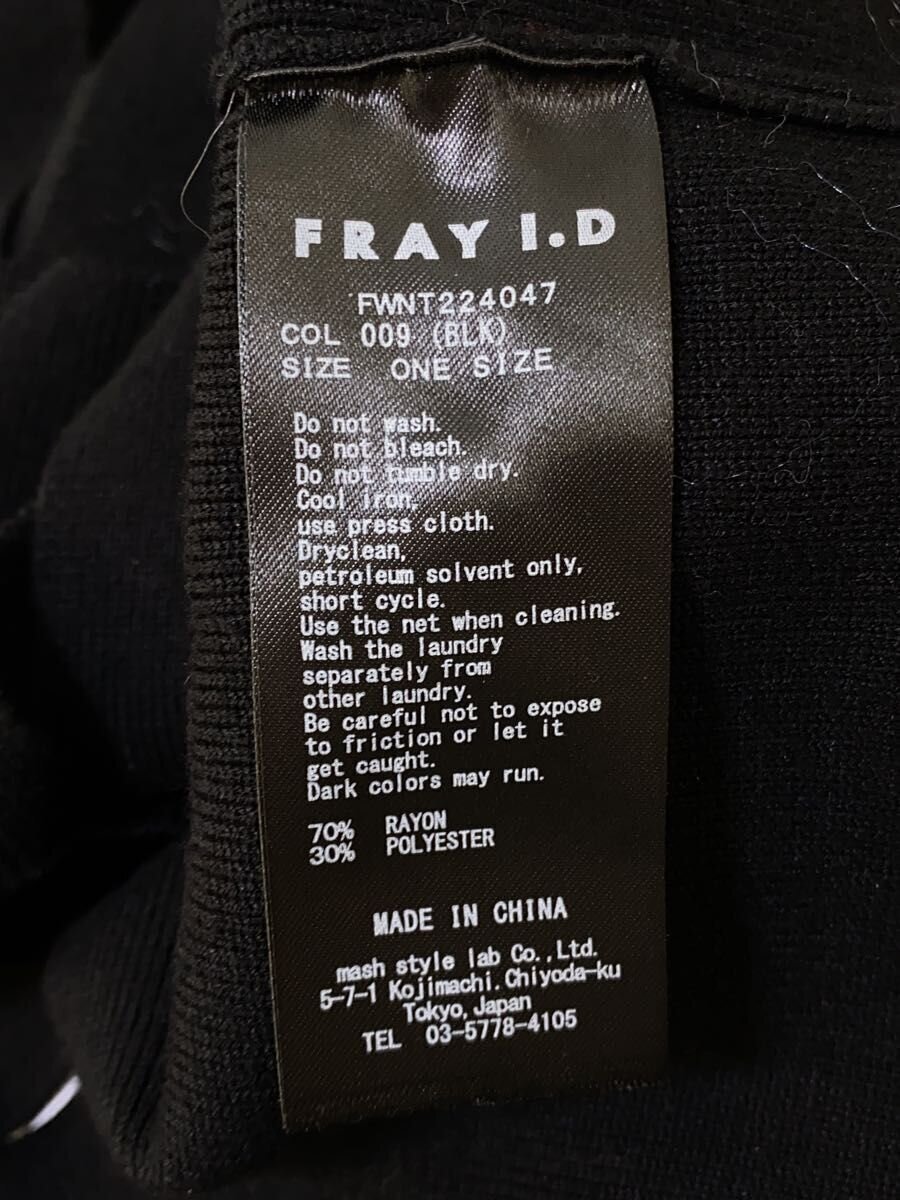 FRAY I.D
FWNT224047
COL 009 (BLK)
SIZE ONE SIZE
Do not wash.
Do not bleach.
Do not tumble dry.
Cool iron,
use press cloth.
Dryclean,
petroleum solvent only,
short cycle.
Use the net when cleaning.
Wash the laundry
separately from
other laundry.
Be careful not to expose
to friction or let it
get caught.
Dark colors may run.
70% RAYON
30% POLYESTER
MADE IN CHINA
mash style lab Co.,Ltd.
5-7-1 Kojimachi.Chiyoda-ku
Tokyo,Japan
TEL 03-5778-4105